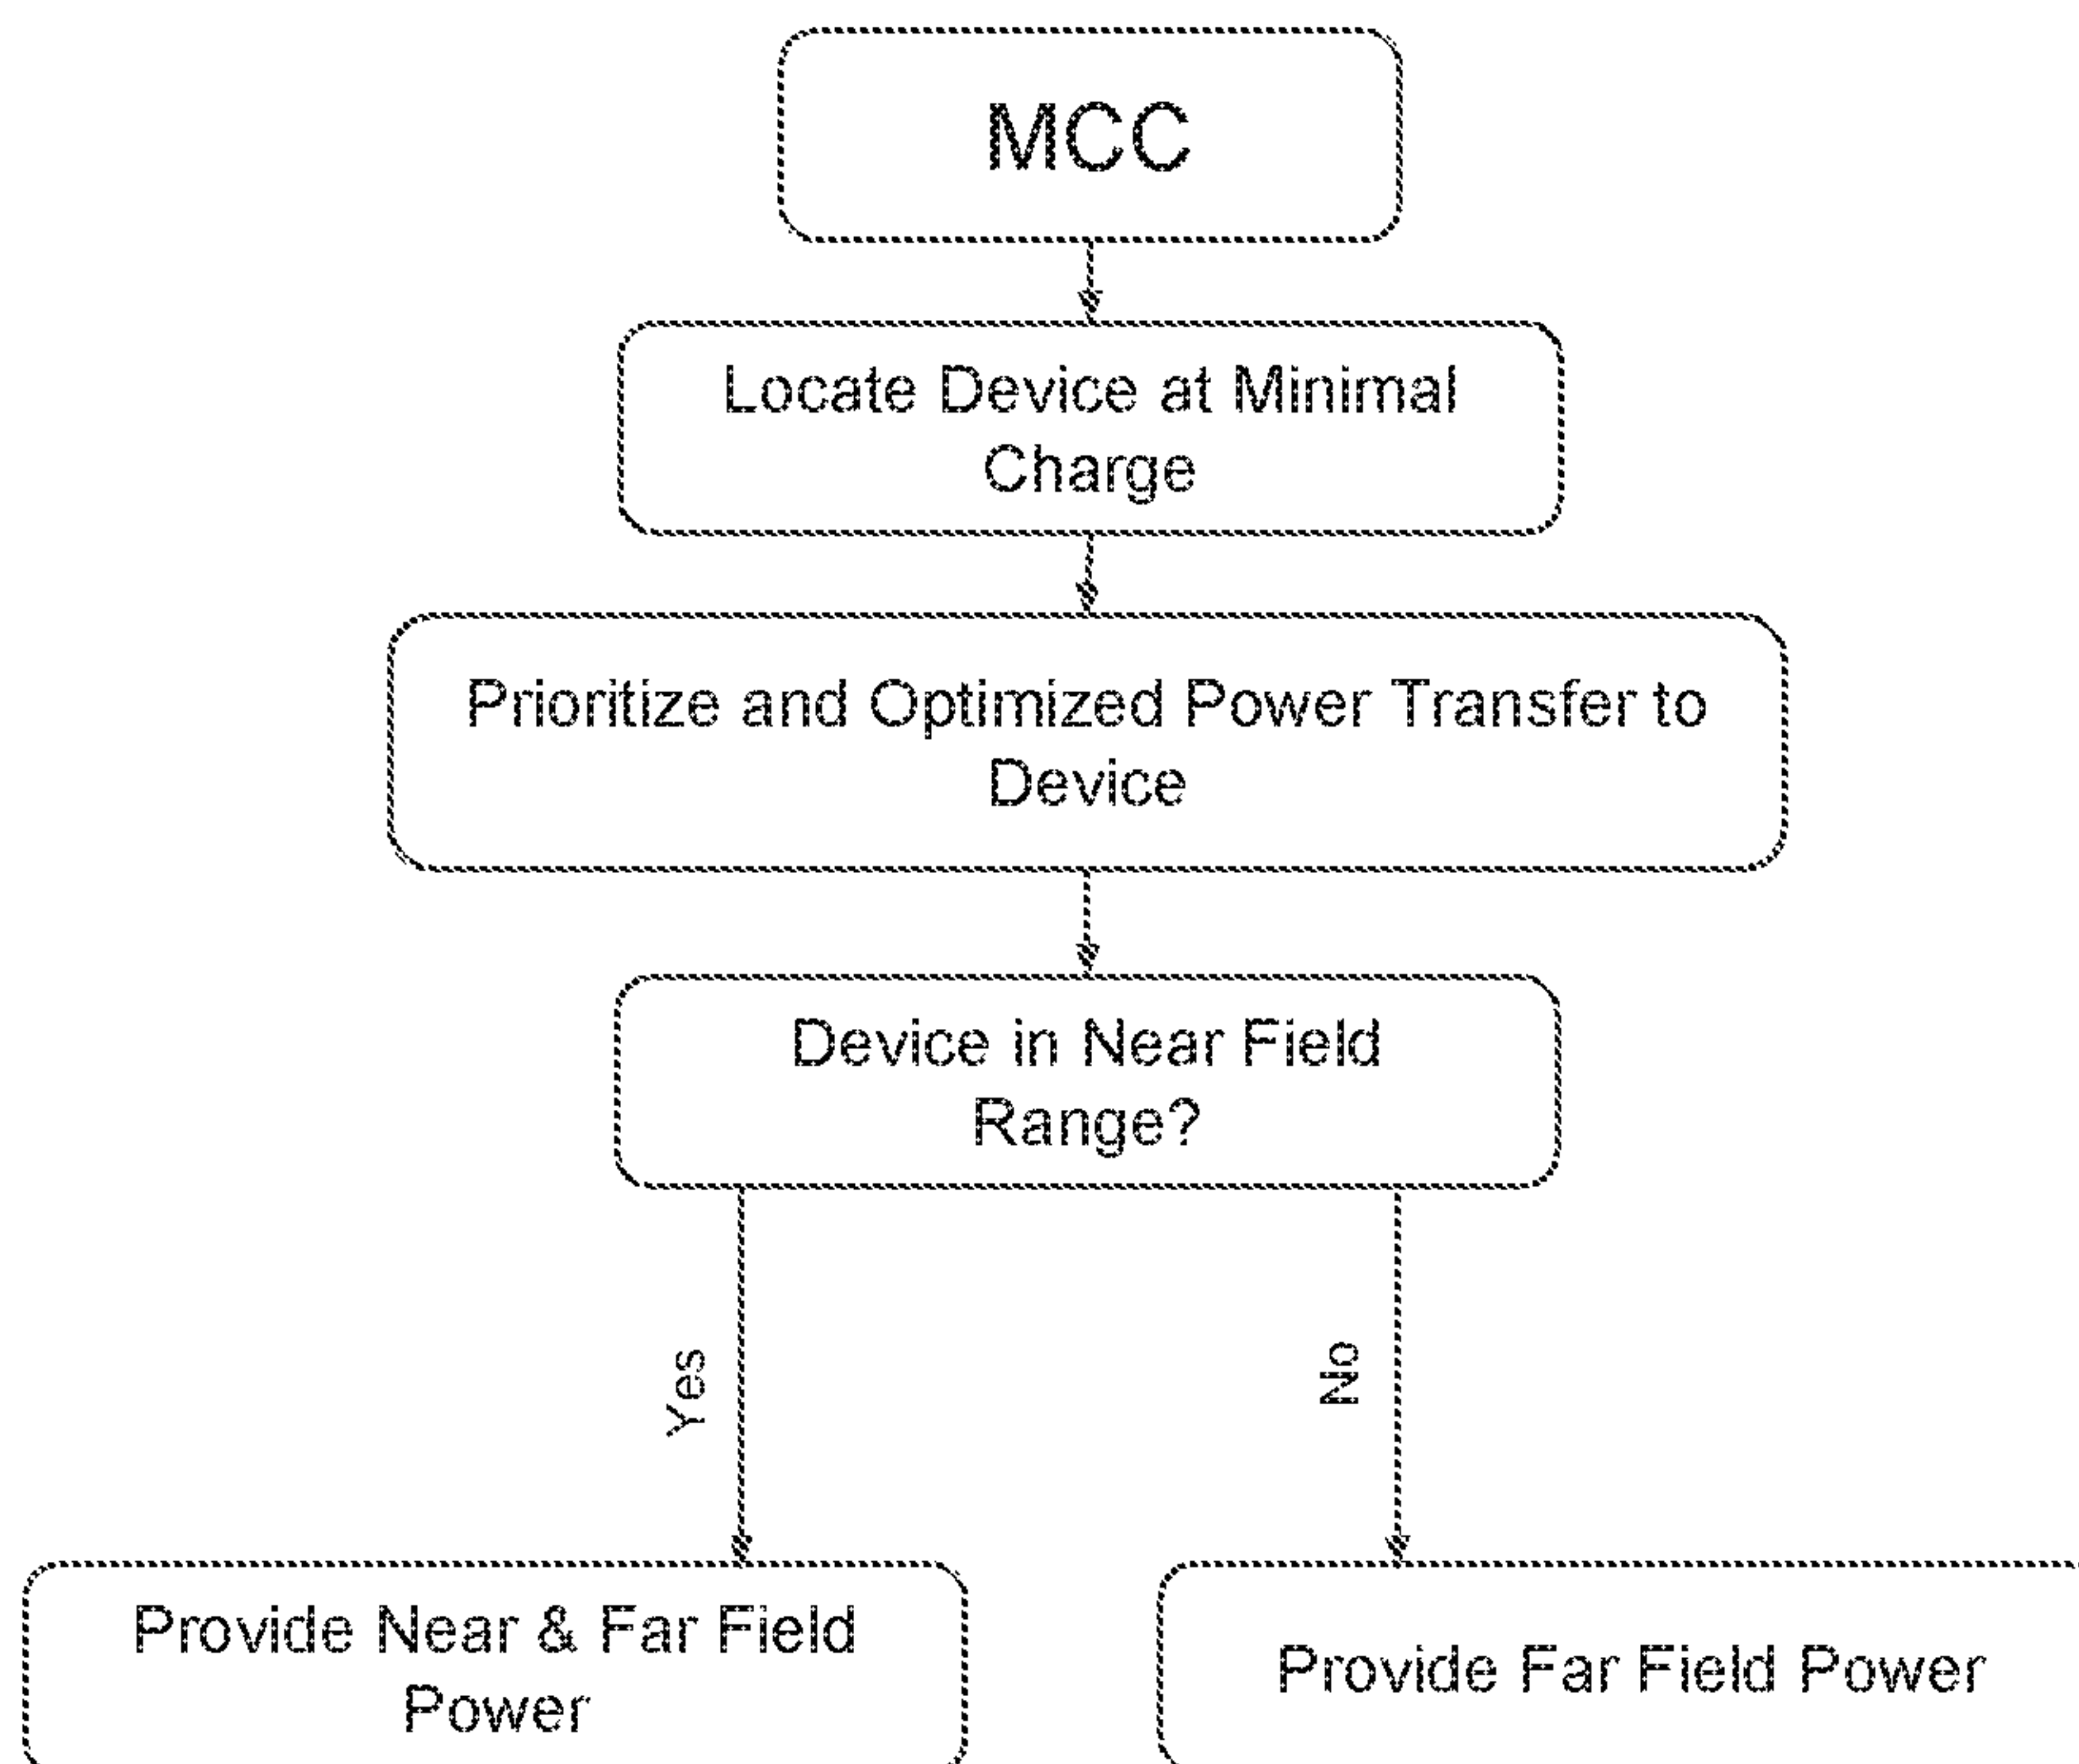 MCC
Locate Device at Minimal
Charge
Prioritize and Optimized Power Transfer to
Device
Device in Near Field
Range?
Yes
No
Provide Near & Far Field
Power
Provide Far Field Power